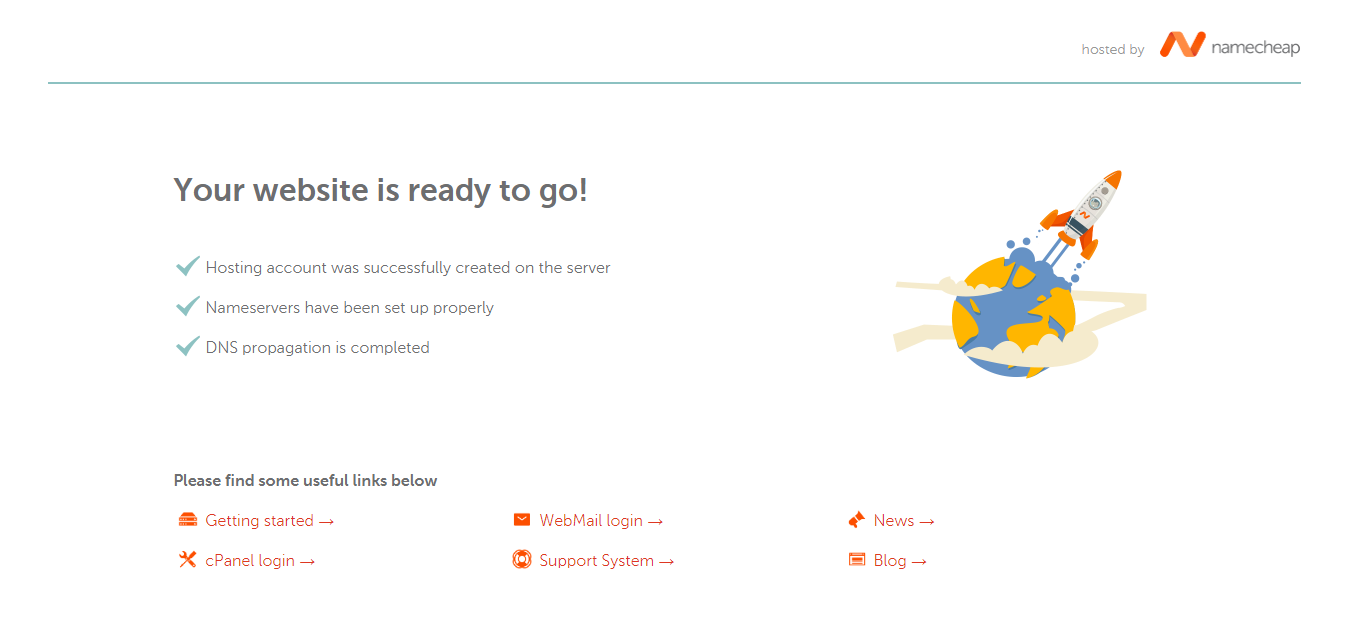 hosted by namecheap
Your website is ready to go!
Hosting account was successfully created on the server
Nameservers have been set up properly
DNS propagation is completed
Please find some useful links below
Getting started → WebMail login → News →
cPanel login → Support System → Blog →